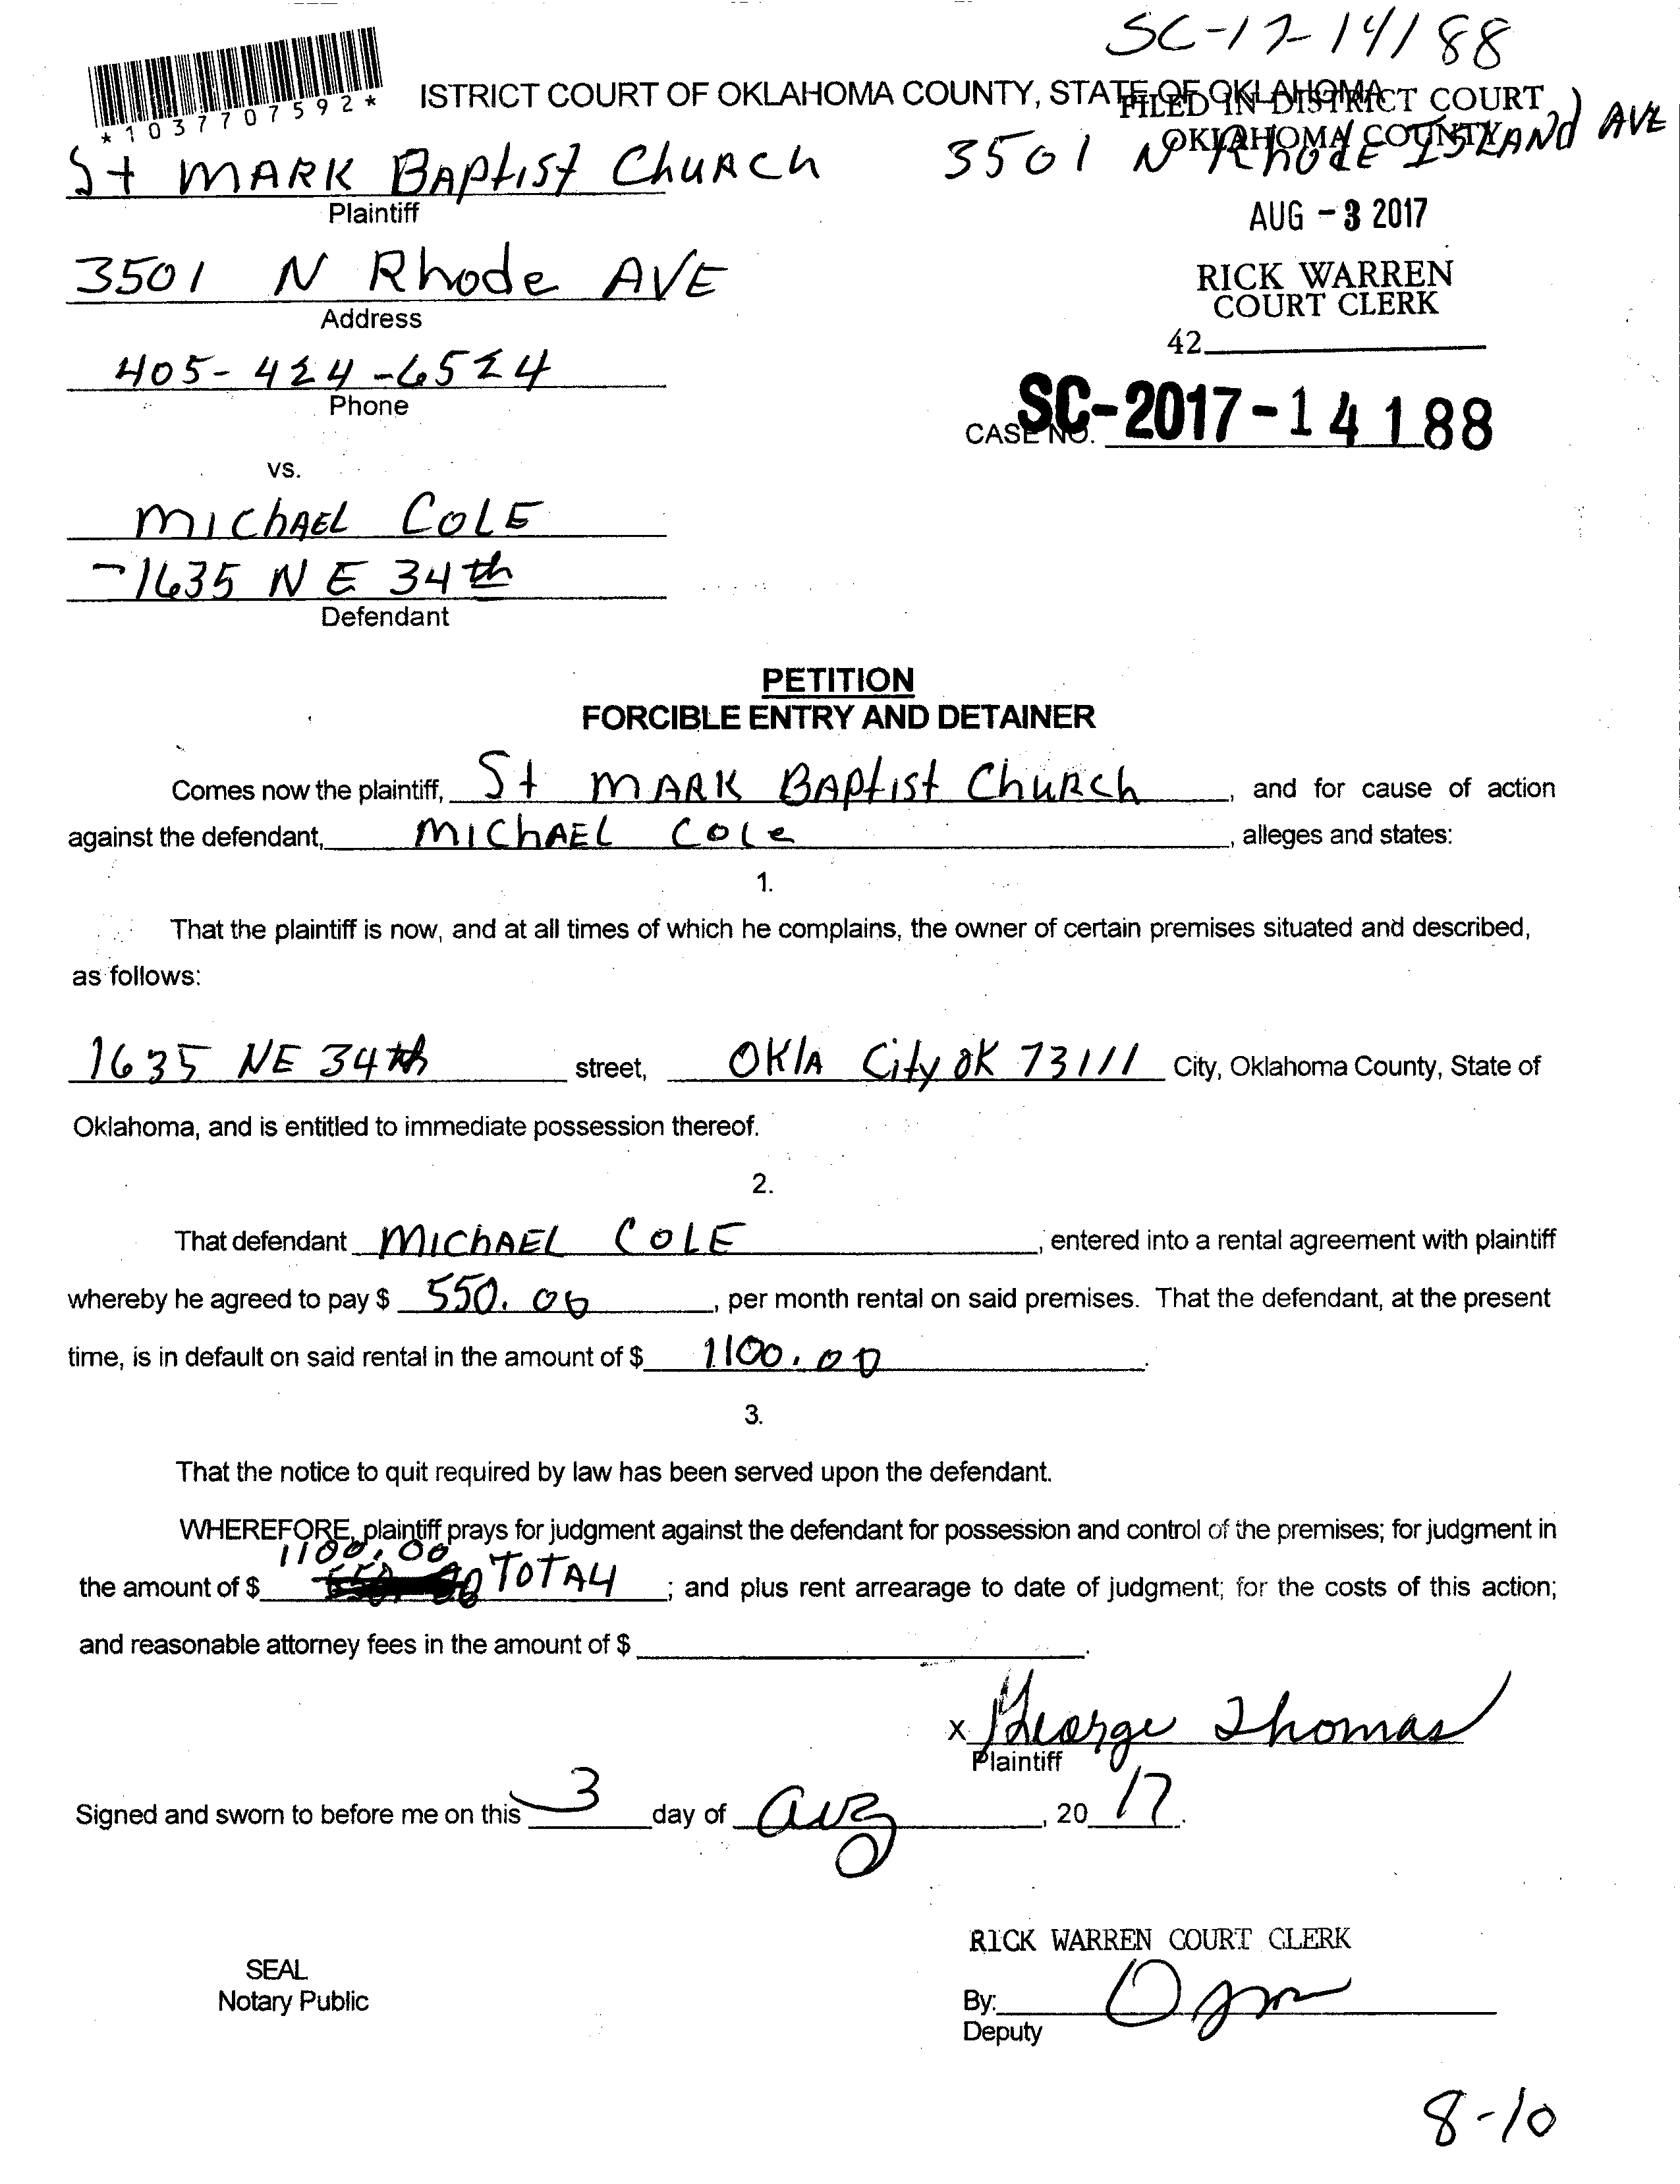 SC-17-14188
ISTRICT COURT OF OKLAHOMA COUNTY, STATE OF OKLAHOMA
FILED IN DISTRICT COURT
OKLAHOMA COUNTY
*1037707592*
St MARK BAptist ChuRch 3501 N Rhode ISLANd AVE
Plaintiff
AUG - 3 2017
3501 N Rhode AVE
Address
RICK WARREN
COURT CLERK
42
405-424-6524
Phone
CASE NO. SC-2017-14188
vs.
MIChAEL COLE
1635 NE 34th
Defendant
PETITION
FORCIBLE ENTRY AND DETAINER
Comes now the plaintiff, St MARK BAptist ChuRch, and for cause of action
against the defendant, MIChAEL Cole, alleges and states:
1.
That the plaintiff is now, and at all times of which he complains, the owner of certain premises situated and described,
as follows:
1635 NE 34th street, OKlA City OK 73111 City, Oklahoma County, State of
Oklahoma, and is entitled to immediate possession thereof.
2.
That defendant MIChAEL COLE, entered into a rental agreement with plaintiff
whereby he agreed to pay $ 550.00, per month rental on said premises. That the defendant, at the present
time, is in default on said rental in the amount of $ 1100.00.
3.
That the notice to quit required by law has been served upon the defendant.
WHEREFORE, plaintiff prays for judgment against the defendant for possession and control of the premises; for judgment in
1100.00
the amount of $ TOTAL; and plus rent arrearage to date of judgment; for the costs of this action;
and reasonable attorney fees in the amount of $
X George Thomas
Plaintiff
Signed and sworn to before me on this 3 day of Aug, 20 17.
RICK WARREN COURT CLERK
SEAL
Notary Public
By:
Deputy
8-10